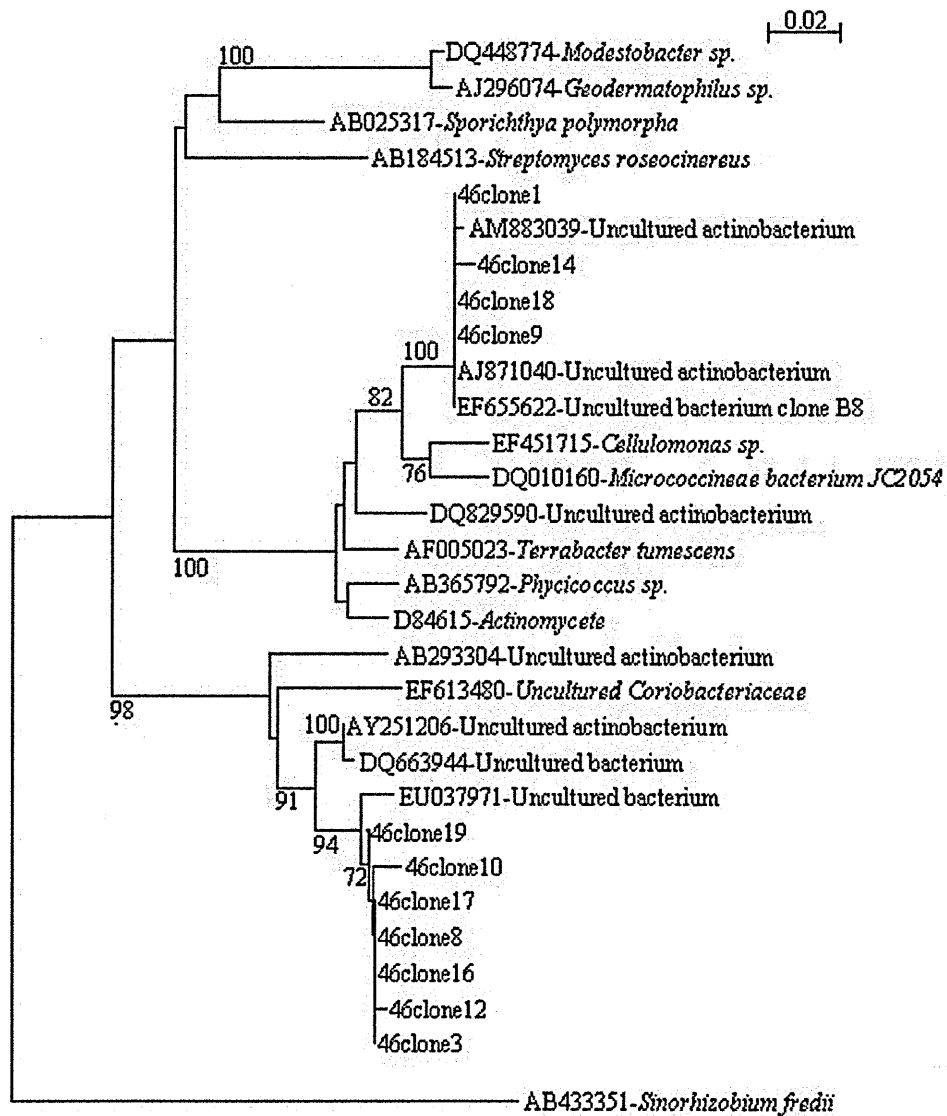 0.02
100
DQ448774-Modestobacter sp.
AJ296074-Geodermatophilus sp.
AB025317-Sporichthya polymorpha
AB184513-Streptomyces roseocinereus
46clone1
AM883039-Uncultured actinobacterium
46clone14
46clone18
46clone9
100
AJ871040-Uncultured actinobacterium
82
EF655622-Uncultured bacterium clone B8
EF451715-Cellulomonas sp.
76
DQ010160-Micrococcineae bacterium JC2054
DQ829590-Uncultured actinobacterium
AF005023-Terrabacter tumescens
100
AB365792-Phycicoccus sp.
D84615-Actinomycete
AB293304-Uncultured actinobacterium
98
EF613480-Uncultured Coriobacteriaceae
100
AY251206-Uncultured actinobacterium
DQ663944-Uncultured bacterium
91
EU037971-Uncultured bacterium
94
46clone19
72
46clone10
46clone17
46clone8
46clone16
46clone12
46clone3
AB433351-Sinorhizobium fredii